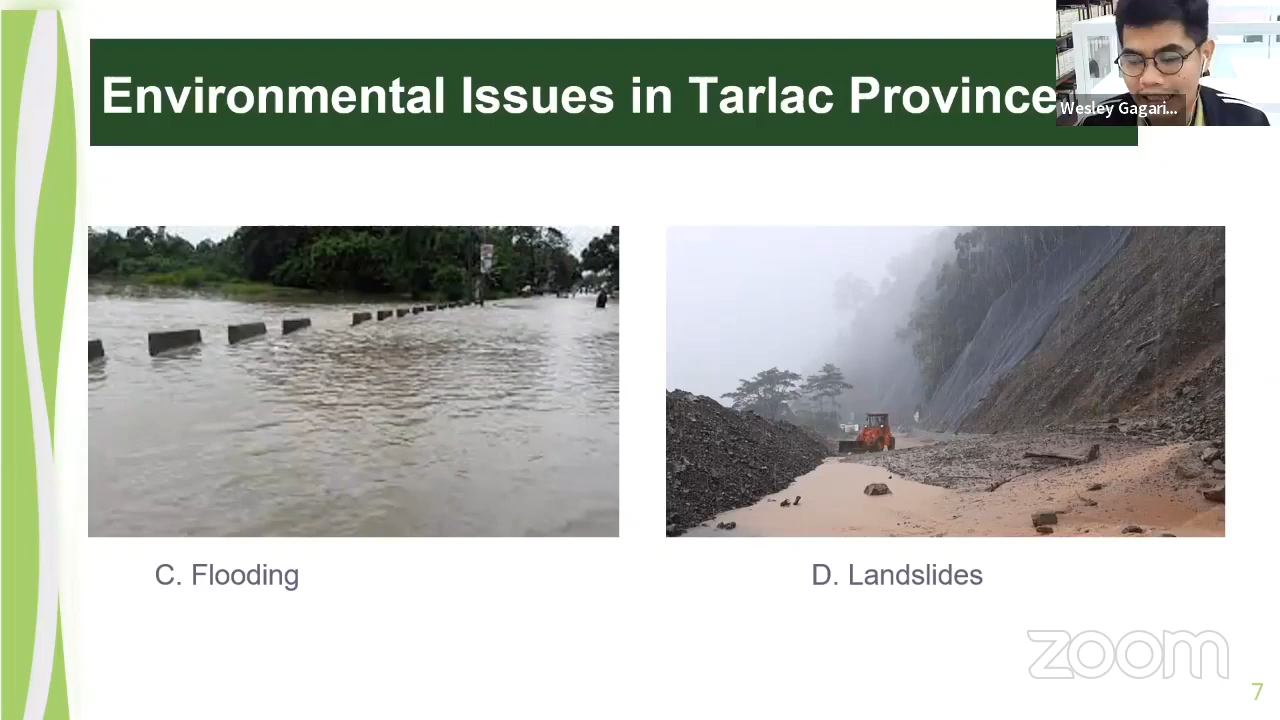 Environmental Issues in Tarlac Province
Wesley Gagari...
C. Flooding
D. Landslides
zoom
7